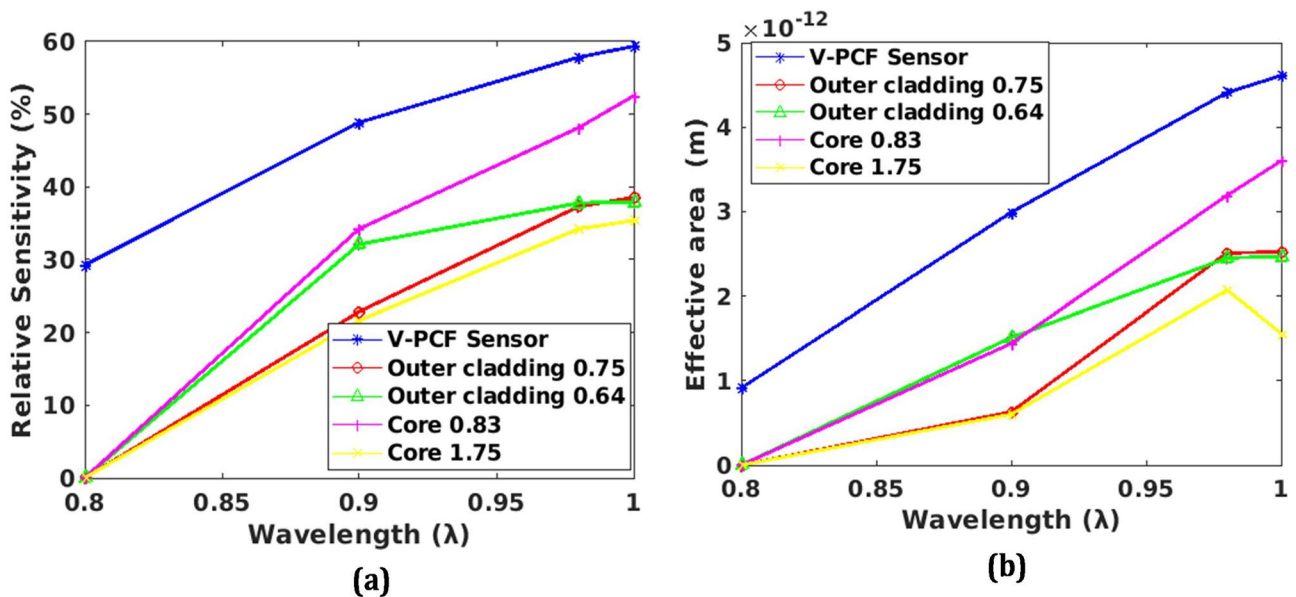 60
50
40
30
20
10
0
Relative Sensitivity (%)
V-PCF Sensor
Outer cladding 0.75
Outer cladding 0.64
Core 0.83
Core 1.75
0.8 0.85 0.9 0.95 1
Wavelength (λ)
(a)
×10-12
5
4
3
2
1
0
Effective area (m)
V-PCF Sensor
Outer cladding 0.75
Outer cladding 0.64
Core 0.83
Core 1.75
0.8 0.85 0.9 0.95 1
Wavelength (λ)
(b)